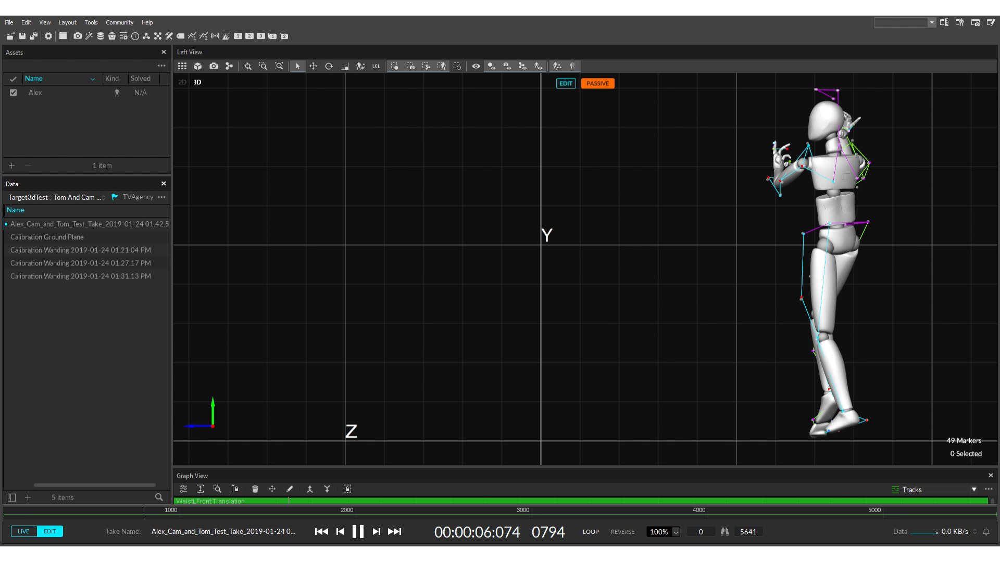 File Edit View Layout Tools Community Help
1 2 3 1 2
Assets
Left View
LCL
Name Kind Solved
2D 3D
EDIT PASSIVE
Alex N/A
1 item
Data
Target3dTest Tom And Cam ... TVAgency
Name
Alex_Cam_and_Tom_Test_Take_2019-01-24 01.42.5
Calibration Ground Plane
Calibration Wanding 2019-01-24 01.21.04 PM
Calibration Wanding 2019-01-24 01.27.17 PM
Calibration Wanding 2019-01-24 01.31.13 PM
Y
Z
49 Markers
0 Selected
Graph View
Tracks
5 items
WaistLFront:Translation
1000 2000 3000 4000 5000
LIVE EDIT Take Name: Alex_Cam_and_Tom_Test_Take_2019-01-24 0... 00:00:06:074 0794 LOOP REVERSE 100% 0 5641 Data 0.0 KB/s